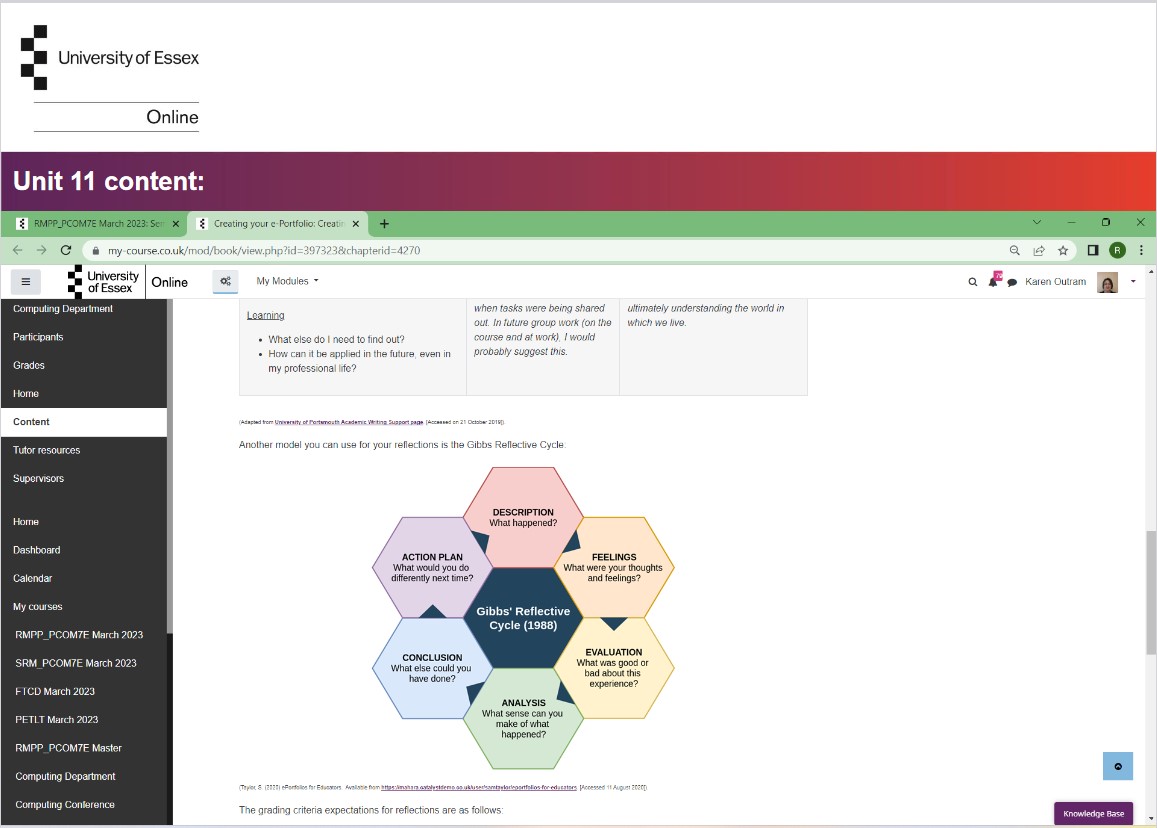 University of Essex
Online
Unit 11 content:
RMPP_PCOM7E March 2023: Sem
Creating your e-Portfolio: Creatin
my-course.co.uk/mod/book/view.php?id=397323&chapterid=4270
R
University
of Essex
Online
My Modules
Karen Outram
Computing Department
Participants
Grades
Home
Content
Tutor resources
Supervisors
Home
Dashboard
Calendar
My courses
RMPP_PCOM7E March 2023
SRM_PCOM7E March 2023
FTCD March 2023
PETLT March 2023
RMPP_PCOM7E Master
Computing Department
Computing Conference
Learning
What else do I need to find out?
How can it be applied in the future, even in
my professional life?
when tasks were being shared
out. In future group work (on the
course and at work), I would
probably suggest this.
ultimately understanding the world in
which we live.
(Adapted from University of Portsmouth Academic Writing Support page. [Accessed on 21 October 2019]).
Another model you can use for your reflections is the Gibbs Reflective Cycle:
DESCRIPTION
What happened?
FEELINGS
What were your thoughts
and feelings?
EVALUATION
What was good or
bad about this
experience?
ANALYSIS
What sense can you
make of what
happened?
CONCLUSION
What else could you
have done?
ACTION PLAN
What would you do
differently next time?
Gibbs' Reflective
Cycle (1988)
(Taylor, S. (2020) ePortfolios for Educators. Available from https://mahara.catalystdemo.co.uk/user/samtaylor/eportfolios-for-educators. [Accessed 11 August 2020]).
The grading criteria expectations for reflections are as follows:
Knowledge Base